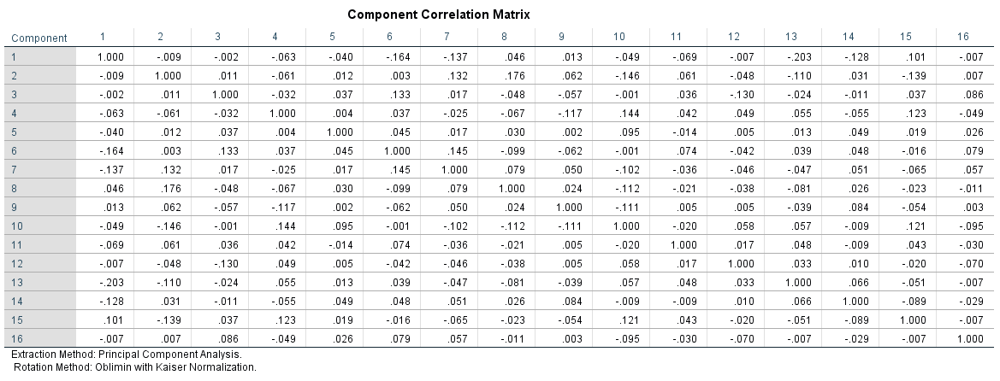 Component Correlation Matrix
Component 1 2 3 4 5 6 7 8 9 10 11 12 13 14 15 16
1 1.000 -.009 -.002 -.063 -.040 -.164 -.137 .046 .013 -.049 -.069 -.007 -.203 -.128 .101 -.007
2 -.009 1.000 .011 -.061 .012 .003 .132 .176 .062 -.146 .061 -.048 -.110 .031 -.139 .007
3 -.002 .011 1.000 -.032 .037 .133 .017 -.048 -.057 -.001 .036 -.130 -.024 -.011 .037 .086
4 -.063 -.061 -.032 1.000 .004 .037 -.025 -.067 -.117 .144 .042 .049 .055 -.055 .123 -.049
5 -.040 .012 .037 .004 1.000 .045 .017 .030 .002 .095 -.014 .005 .013 .049 .019 .026
6 -.164 .003 .133 .037 .045 1.000 .145 -.099 -.062 -.001 .074 -.042 .039 .048 -.016 .079
7 -.137 .132 .017 -.025 .017 .145 1.000 .079 .050 -.102 -.036 -.046 -.047 .051 -.065 .057
8 .046 .176 -.048 -.067 .030 -.099 .079 1.000 .024 -.112 -.021 -.038 -.081 .026 -.023 -.011
9 .013 .062 -.057 -.117 .002 -.062 .050 .024 1.000 -.111 .005 .005 -.039 .084 -.054 .003
10 -.049 -.146 -.001 .144 .095 -.001 -.102 -.112 -.111 1.000 -.020 .058 .057 -.009 .121 -.095
11 -.069 .061 .036 .042 -.014 .074 -.036 -.021 .005 -.020 1.000 .017 .048 -.009 .043 -.030
12 -.007 -.048 -.130 .049 .005 -.042 -.046 -.038 .005 .058 .017 1.000 .033 .010 -.020 -.070
13 -.203 -.110 -.024 .055 .013 .039 -.047 -.081 -.039 .057 .048 .033 1.000 .066 -.051 -.007
14 -.128 .031 -.011 -.055 .049 .048 .051 .026 .084 -.009 -.009 .010 .066 1.000 -.089 -.029
15 .101 -.139 .037 .123 .019 -.016 -.065 -.023 -.054 .121 .043 -.020 -.051 -.089 1.000 -.007
16 -.007 .007 .086 -.049 .026 .079 .057 -.011 .003 -.095 -.030 -.070 -.007 -.029 -.007 1.000
Extraction Method: Principal Component Analysis.
Rotation Method: Oblimin with Kaiser Normalization.